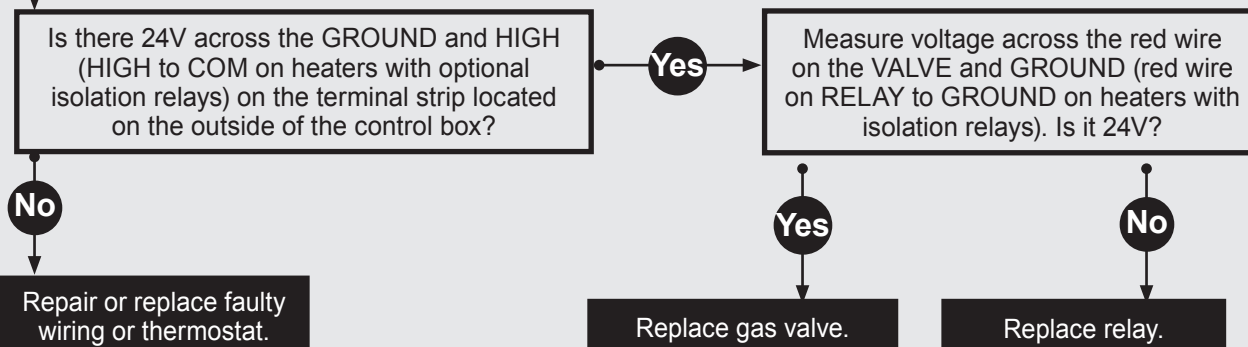 Is there 24V across the GROUND and HIGH
(HIGH to COM on heaters with optional
isolation relays) on the terminal strip located
on the outside of the control box?
Yes
Measure voltage across the red wire
on the VALVE and GROUND (red wire
on RELAY to GROUND on heaters with
isolation relays). Is it 24V?
No
Yes
No
Repair or replace faulty
wiring or thermostat.
Replace gas valve.
Replace relay.